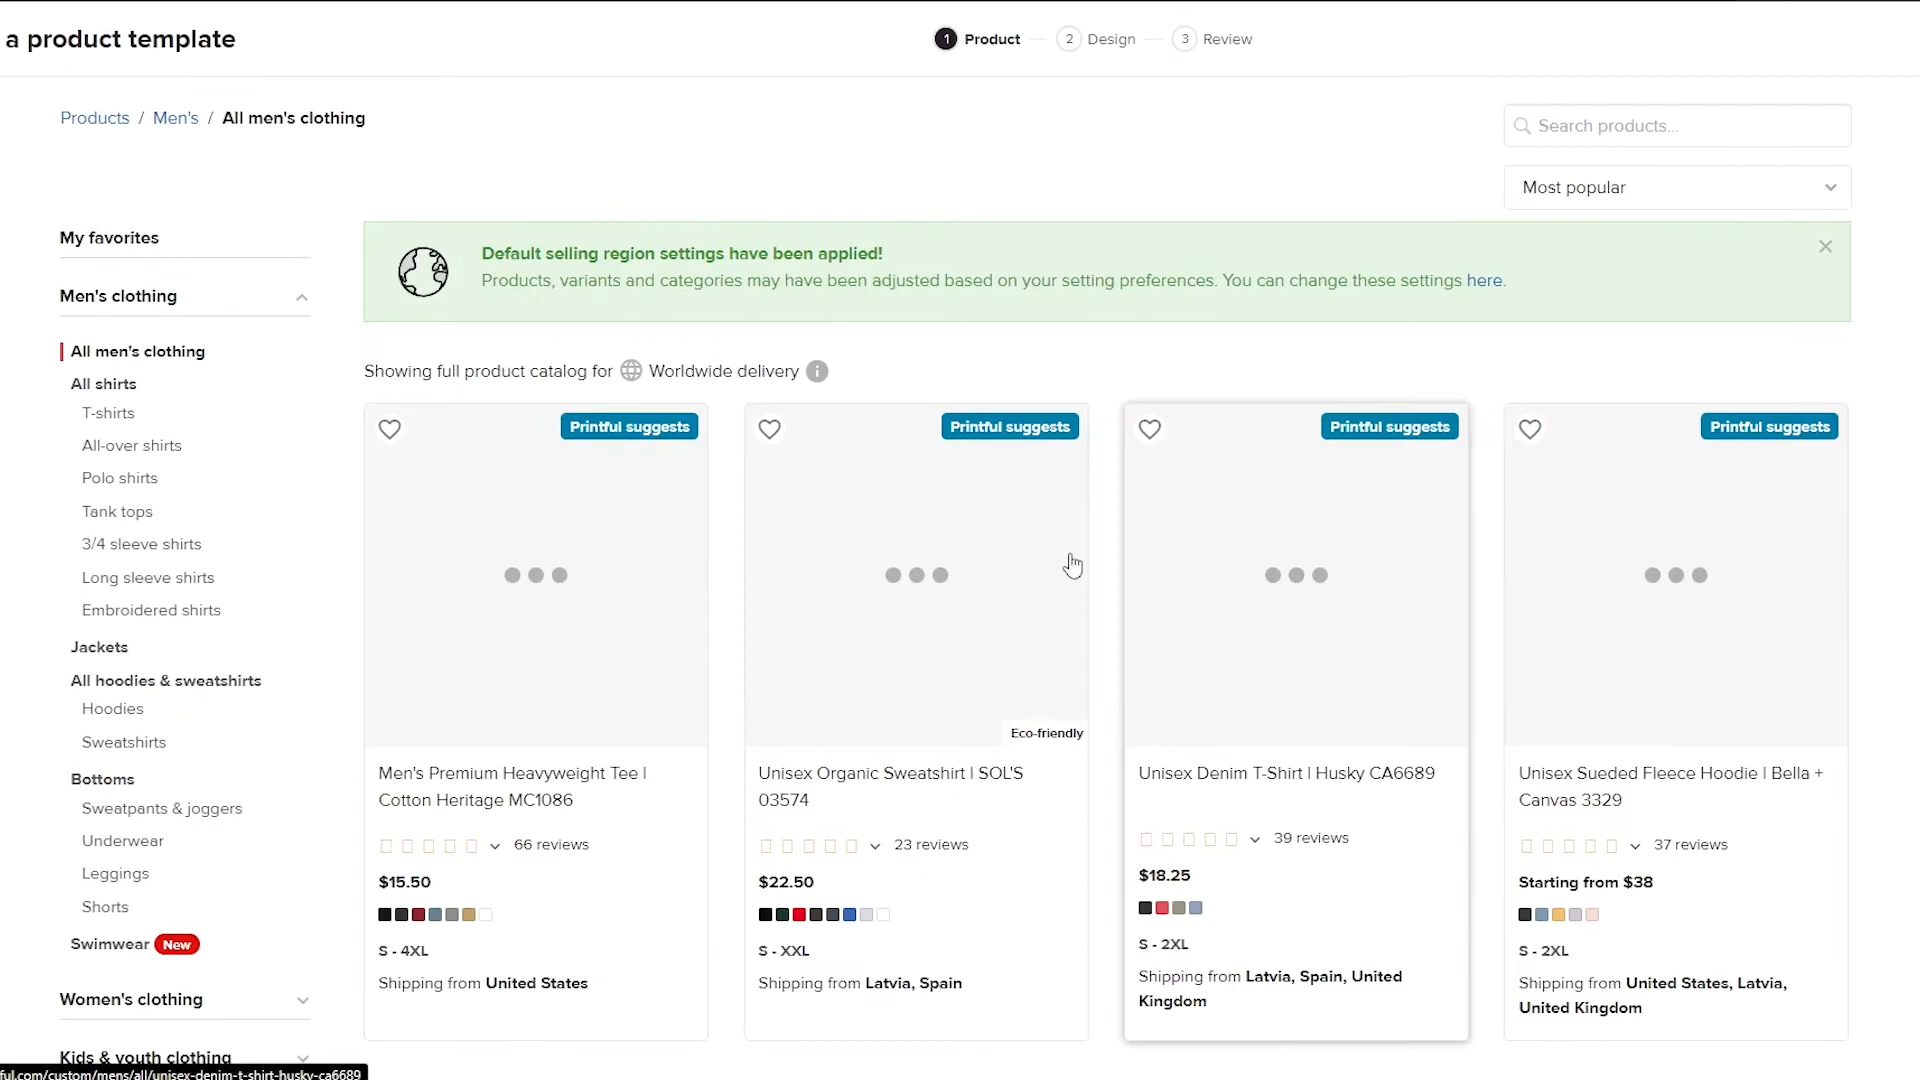 a product template
1 Product
2 Design
3 Review
Products / Men's / All men's clothing
Search products...
Most popular
My favorites
Men's clothing
All men's clothing
All shirts
T-shirts
All-over shirts
Polo shirts
Tank tops
3/4 sleeve shirts
Long sleeve shirts
Embroidered shirts
Jackets
All hoodies & sweatshirts
Hoodies
Sweatshirts
Bottoms
Sweatpants & joggers
Underwear
Leggings
Shorts
Swimwear New
Women's clothing
Kids & youth clothing
Default selling region settings have been applied!
Products, variants and categories may have been adjusted based on your setting preferences. You can change these settings here.
Showing full product catalog for Worldwide delivery i
Printful suggests
Men's Premium Heavyweight Tee |
Cotton Heritage MC1086
66 reviews
$15.50
S - 4XL
Shipping from United States
Printful suggests
Eco-friendly
Unisex Organic Sweatshirt | SOL'S
03574
23 reviews
$22.50
S - XXL
Shipping from Latvia, Spain
Printful suggests
Unisex Denim T-Shirt | Husky CA6689
39 reviews
$18.25
S - 2XL
Shipping from Latvia, Spain, United
Kingdom
Printful suggests
Unisex Sueded Fleece Hoodie | Bella +
Canvas 3329
37 reviews
Starting from $38
S - 2XL
Shipping from United States, Latvia,
United Kingdom
ful.com/custom/mens/all/unisex-denim-t-shirt-husky-ca6689